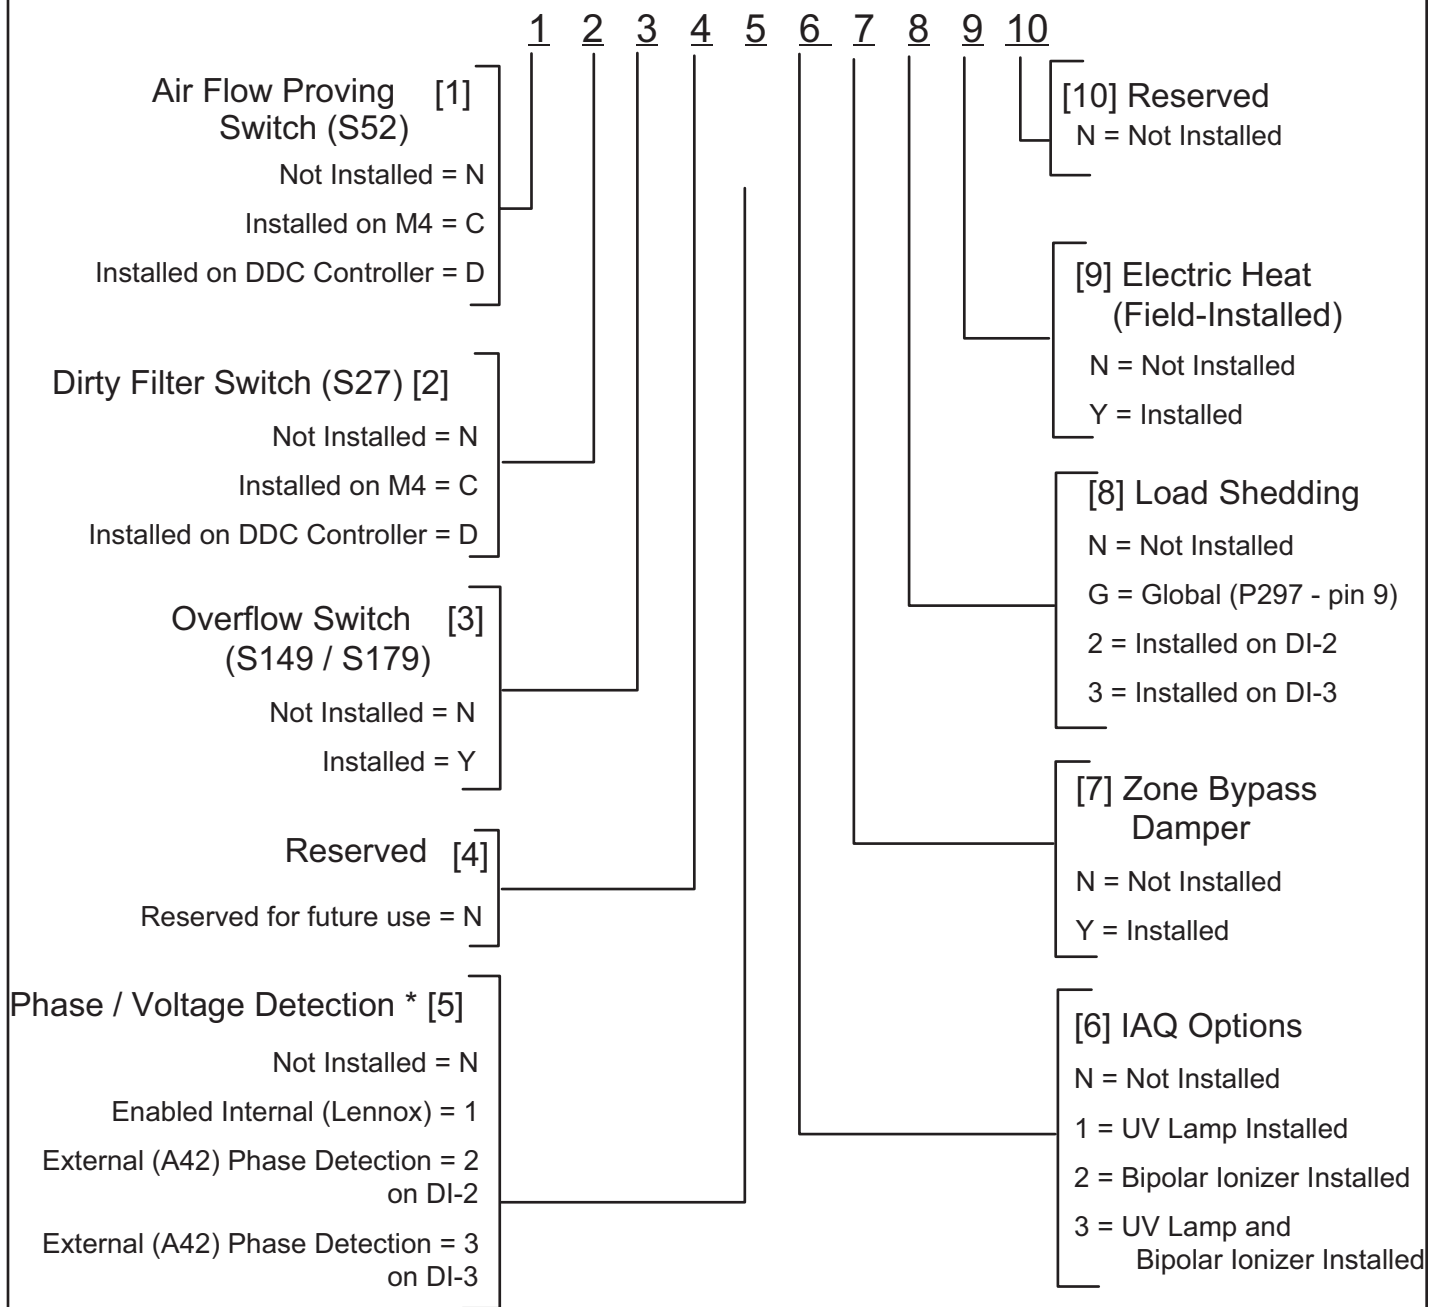 1 2 3 4 5 6 7 8 9 10
Air Flow Proving [1]
Switch (S52)
Not Installed = N
Installed on M4 = C
Installed on DDC Controller = D
Dirty Filter Switch (S27) [2]
Not Installed = N
Installed on M4 = C
Installed on DDC Controller = D
Overflow Switch [3]
(S149 / S179)
Not Installed = N
Installed = Y
Reserved [4]
Reserved for future use = N
Phase / Voltage Detection * [5]
Not Installed = N
Enabled Internal (Lennox) = 1
External (A42) Phase Detection = 2
on DI-2
External (A42) Phase Detection = 3
on DI-3
[10] Reserved
N = Not Installed
[9] Electric Heat
(Field-Installed)
N = Not Installed
Y = Installed
[8] Load Shedding
N = Not Installed
G = Global (P297 - pin 9)
2 = Installed on DI-2
3 = Installed on DI-3
[7] Zone Bypass
Damper
N = Not Installed
Y = Installed
[6] IAQ Options
N = Not Installed
1 = UV Lamp Installed
2 = Bipolar Ionizer Installed
3 = UV Lamp and
Bipolar Ionizer Installed